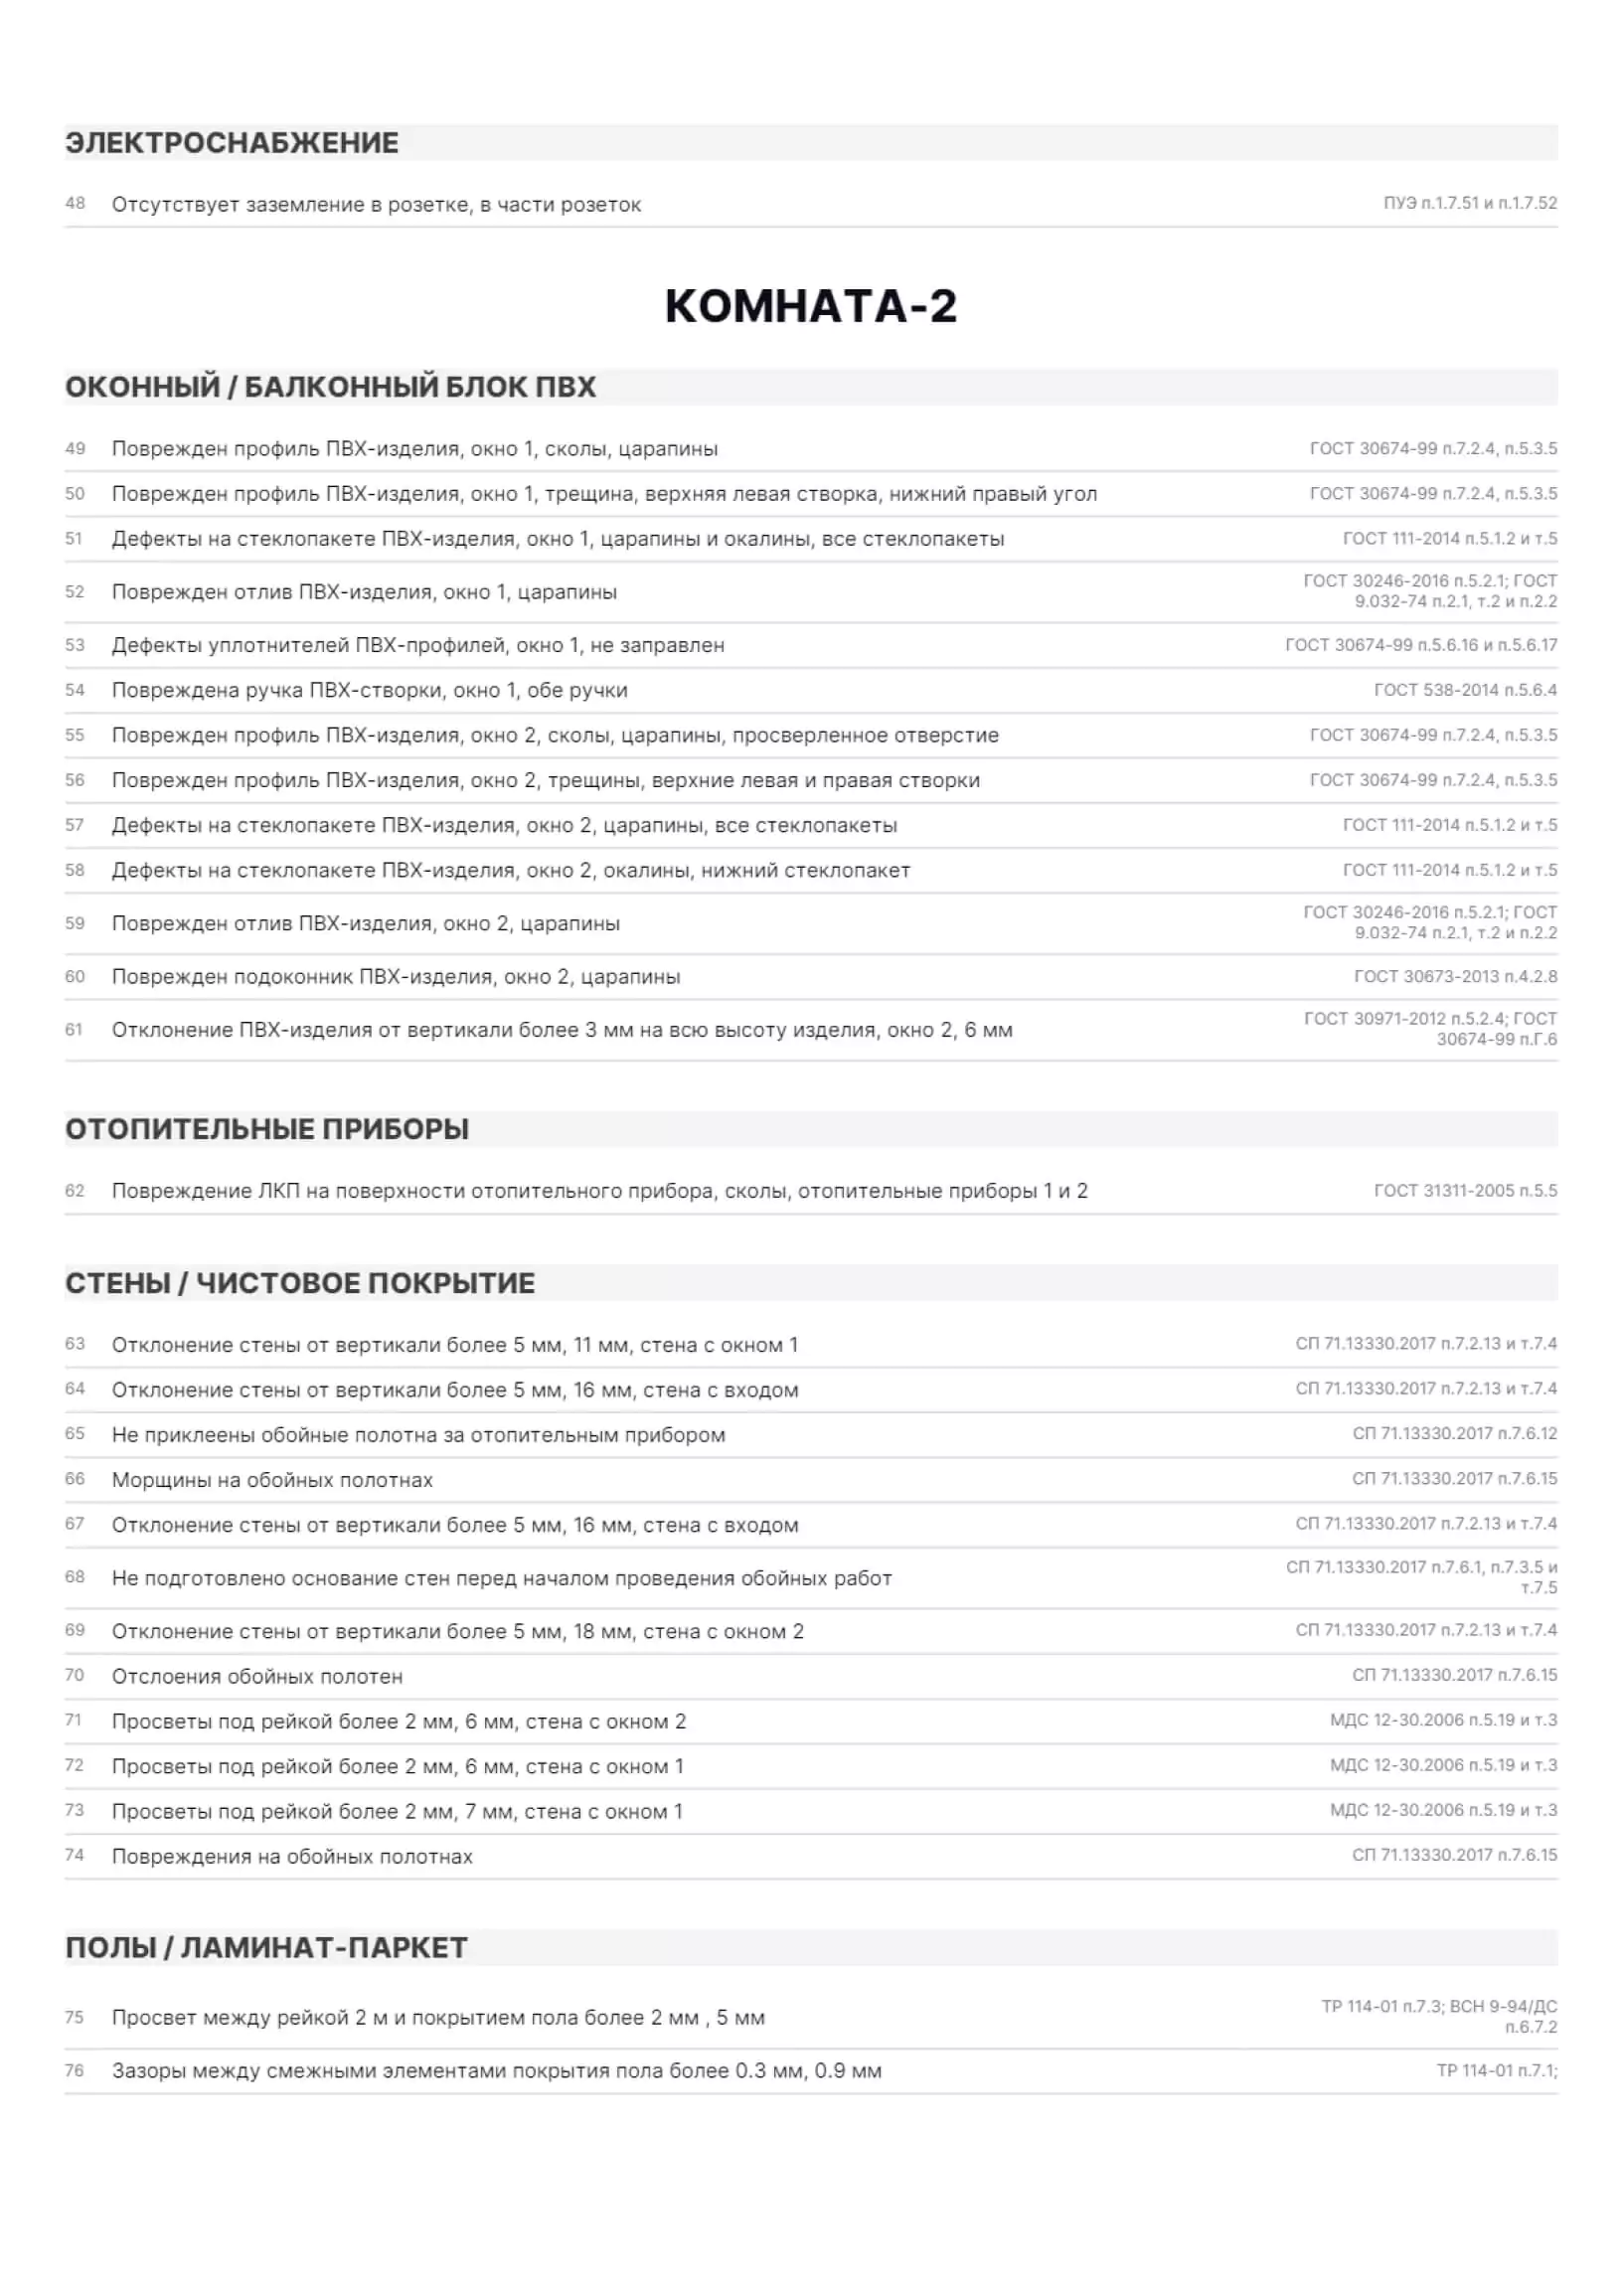 ЭЛЕКТРОСНАБЖЕНИЕ
48 Отсутствует заземление в розетке, в части розеток ПУЭ п.1.7.51 и п.1.7.52
КОМНАТА-2
ОКОННЫЙ / БАЛКОННЫЙ БЛОК ПВХ
49 Поврежден профиль ПВХ-изделия, окно 1, сколы, царапины ГОСТ 30674-99 п.7.2.4, п.5.3.5
50 Поврежден профиль ПВХ-изделия, окно 1, трещина, верхняя левая створка, нижний правый угол ГОСТ 30674-99 п.7.2.4, п.5.3.5
51 Дефекты на стеклопакете ПВХ-изделия, окно 1, царапины и окалины, все стеклопакеты ГОСТ 111-2014 п.5.1.2 и т.5
52 Поврежден отлив ПВХ-изделия, окно 1, царапины ГОСТ 30246-2016 п.5.2.1; ГОСТ
9.032-74 п.2.1, т.2 и п.2.2
53 Дефекты уплотнителей ПВХ-профилей, окно 1, не заправлен ГОСТ 30674-99 п.5.6.16 и п.5.6.17
54 Повреждена ручка ПВХ-створки, окно 1, обе ручки ГОСТ 538-2014 п.5.6.4
55 Поврежден профиль ПВХ-изделия, окно 2, сколы, царапины, просверленное отверстие ГОСТ 30674-99 п.7.2.4, п.5.3.5
56 Поврежден профиль ПВХ-изделия, окно 2, трещины, верхние левая и правая створки ГОСТ 30674-99 п.7.2.4, п.5.3.5
57 Дефекты на стеклопакете ПВХ-изделия, окно 2, царапины, все стеклопакеты ГОСТ 111-2014 п.5.1.2 и т.5
58 Дефекты на стеклопакете ПВХ-изделия, окно 2, окалины, нижний стеклопакет ГОСТ 111-2014 п.5.1.2 и т.5
59 Поврежден отлив ПВХ-изделия, окно 2, царапины ГОСТ 30246-2016 п.5.2.1; ГОСТ
9.032-74 п.2.1, т.2 и п.2.2
60 Поврежден подоконник ПВХ-изделия, окно 2, царапины ГОСТ 30673-2013 п.4.2.8
61 Отклонение ПВХ-изделия от вертикали более 3 мм на всю высоту изделия, окно 2, 6 мм ГОСТ 30971-2012 п.5.2.4; ГОСТ
30674-99 п.Г.6
ОТОПИТЕЛЬНЫЕ ПРИБОРЫ
62 Повреждение ЛКП на поверхности отопительного прибора, сколы, отопительные приборы 1 и 2 ГОСТ 31311-2005 п.5.5
СТЕНЫ / ЧИСТОВОЕ ПОКРЫТИЕ
63 Отклонение стены от вертикали более 5 мм, 11 мм, стена с окном 1 СП 71.13330.2017 п.7.2.13 и т.7.4
64 Отклонение стены от вертикали более 5 мм, 16 мм, стена с входом СП 71.13330.2017 п.7.2.13 и т.7.4
65 Не приклеены обойные полотна за отопительным прибором СП 71.13330.2017 п.7.6.12
66 Морщины на обойных полотнах СП 71.13330.2017 п.7.6.15
67 Отклонение стены от вертикали более 5 мм, 16 мм, стена с входом СП 71.13330.2017 п.7.2.13 и т.7.4
68 Не подготовлено основание стен перед началом проведения обойных работ СП 71.13330.2017 п.7.6.1, п.7.3.5 и
т.7.5
69 Отклонение стены от вертикали более 5 мм, 18 мм, стена с окном 2 СП 71.13330.2017 п.7.2.13 и т.7.4
70 Отслоения обойных полотен СП 71.13330.2017 п.7.6.15
71 Просветы под рейкой более 2 мм, 6 мм, стена с окном 2 МДС 12-30.2006 п.5.19 и т.3
72 Просветы под рейкой более 2 мм, 6 мм, стена с окном 1 МДС 12-30.2006 п.5.19 и т.3
73 Просветы под рейкой более 2 мм, 7 мм, стена с окном 1 МДС 12-30.2006 п.5.19 и т.3
74 Повреждения на обойных полотнах СП 71.13330.2017 п.7.6.15
ПОЛЫ / ЛАМИНАТ-ПАРКЕТ
75 Просвет между рейкой 2 м и покрытием пола более 2 мм , 5 мм ТР 114-01 п.7.3; ВСН 9-94/ДС
п.6.7.2
76 Зазоры между смежными элементами покрытия пола более 0.3 мм, 0.9 мм ТР 114-01 п.7.1;